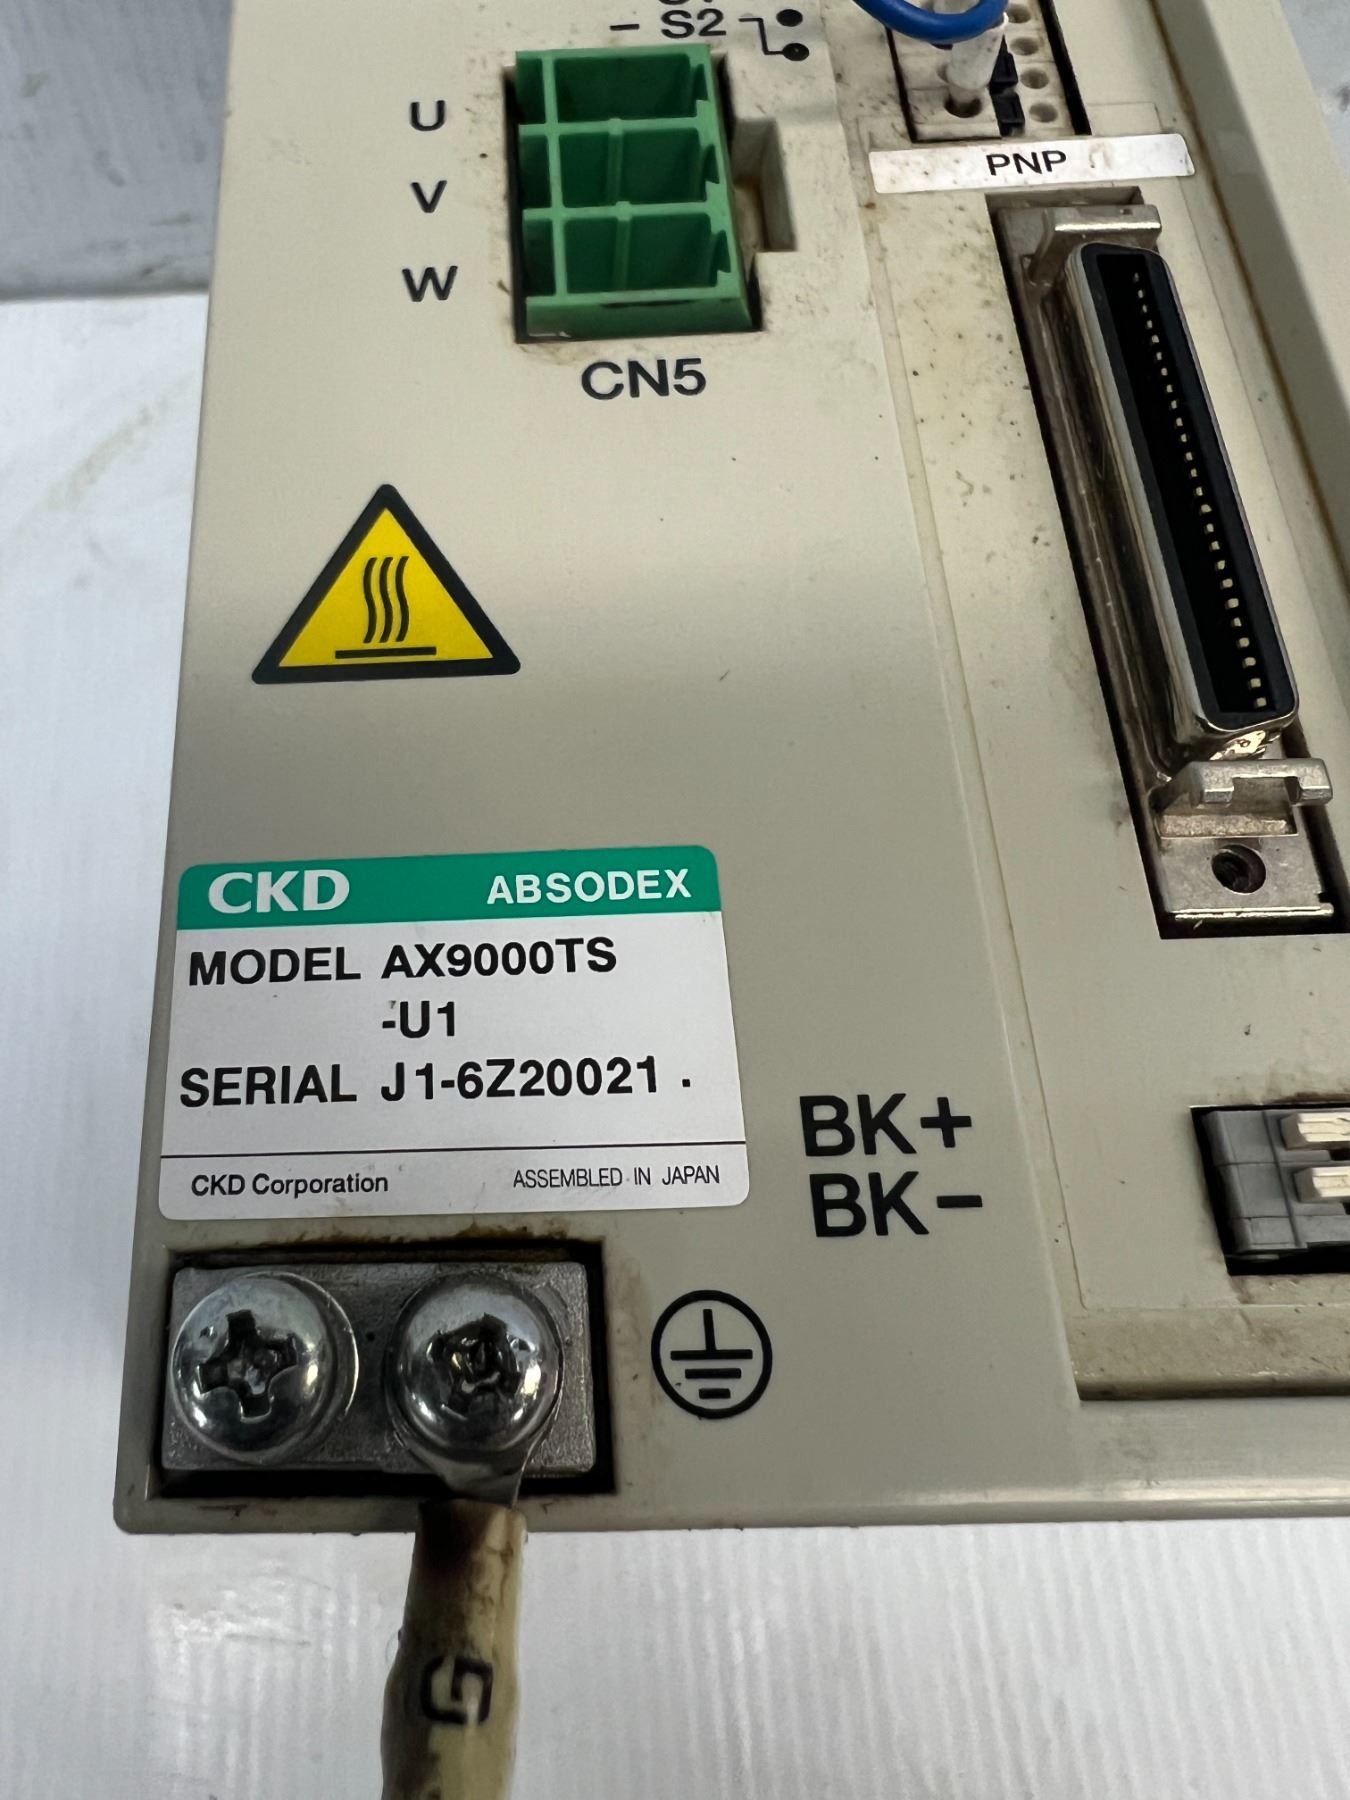 - S2
U
V
W
CN5
PNP
CKD ABSODEX
MODEL AX9000TS
-U1
SERIAL J1-6Z20021 .
CKD Corporation ASSEMBLED IN JAPAN
BK+
BK-
G